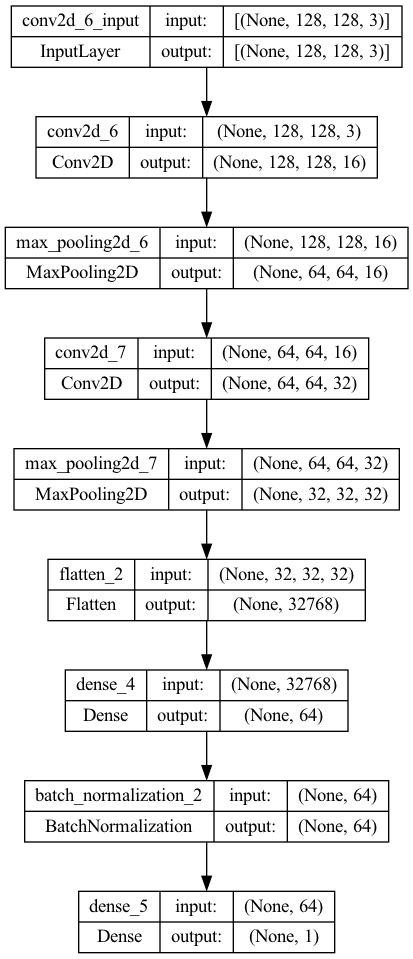 conv2d_6_input input: [(None, 128, 128, 3)]
InputLayer output: [(None, 128, 128, 3)]
conv2d_6 input: (None, 128, 128, 3)
Conv2D output: (None, 128, 128, 16)
max_pooling2d_6 input: (None, 128, 128, 16)
MaxPooling2D output: (None, 64, 64, 16)
conv2d_7 input: (None, 64, 64, 16)
Conv2D output: (None, 64, 64, 32)
max_pooling2d_7 input: (None, 64, 64, 32)
MaxPooling2D output: (None, 32, 32, 32)
flatten_2 input: (None, 32, 32, 32)
Flatten output: (None, 32768)
dense_4 input: (None, 32768)
Dense output: (None, 64)
batch_normalization_2 input: (None, 64)
BatchNormalization output: (None, 64)
dense_5 input: (None, 64)
Dense output: (None, 1)